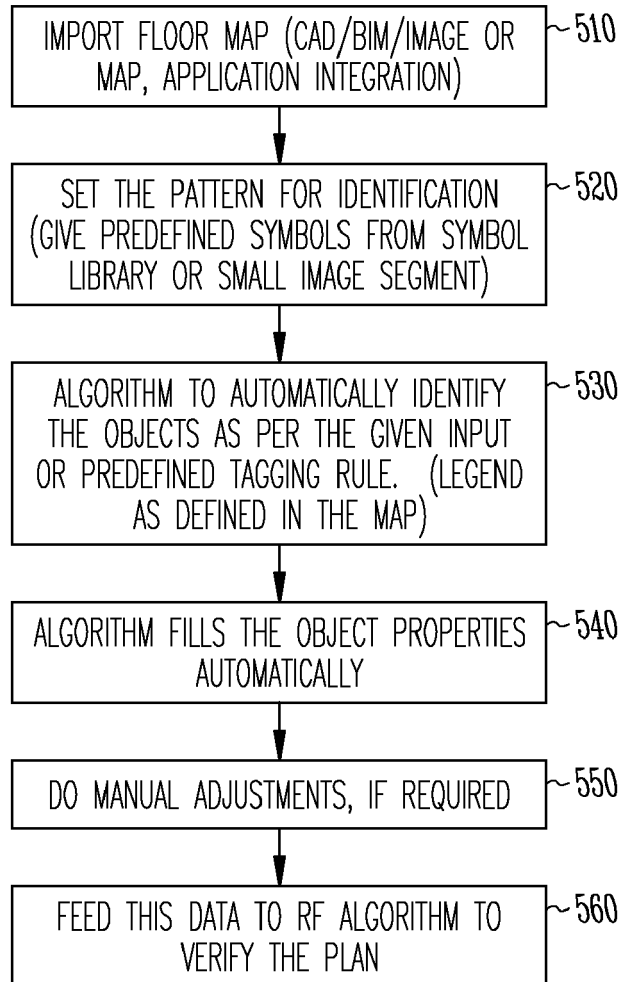 IMPORT FLOOR MAP (CAD/BIM/IMAGE OR
MAP, APPLICATION INTEGRATION)
510
SET THE PATTERN FOR IDENTIFICATION
(GIVE PREDEFINED SYMBOLS FROM SYMBOL
LIBRARY OR SMALL IMAGE SEGMENT)
520
ALGORITHM TO AUTOMATICALLY IDENTIFY
THE OBJECTS AS PER THE GIVEN INPUT
OR PREDEFINED TAGGING RULE. (LEGEND
AS DEFINED IN THE MAP)
530
ALGORITHM FILLS THE OBJECT PROPERTIES
AUTOMATICALLY
540
DO MANUAL ADJUSTMENTS, IF REQUIRED
550
FEED THIS DATA TO RF ALGORITHM TO
VERIFY THE PLAN
560